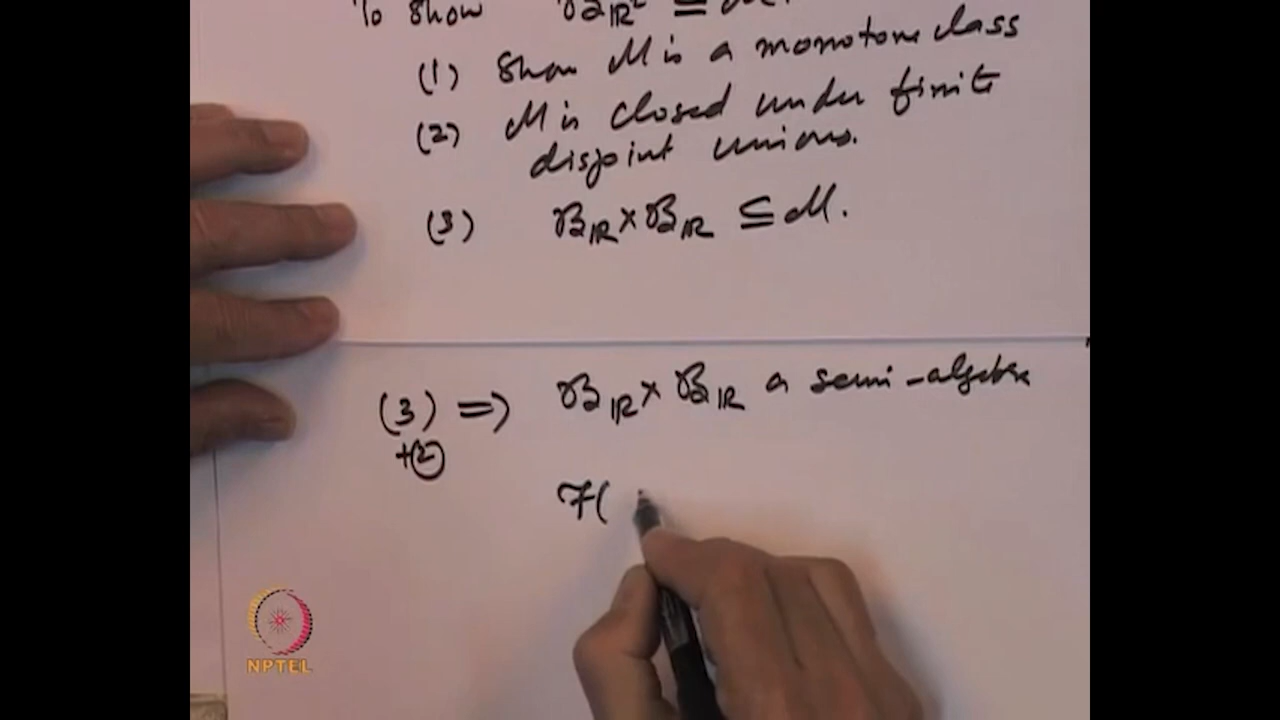 To show 𝓑_ℝ² ⊆ 𝓜.
(1) Show 𝓜 is a monotone class
(2) 𝓜 is closed under finite
disjoint unions.
(3) 𝓑_ℝ × 𝓑_ℝ ⊆ 𝓜.
(3) ⇒ 𝓑_ℝ × 𝓑_ℝ a semi-algebra
+(2)
𝓕(
NPTEL